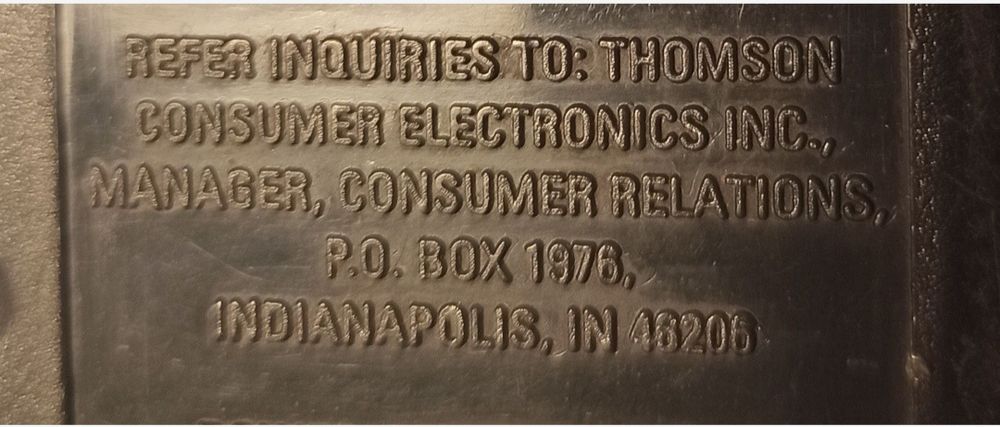 REFER INQUIRIES TO: THOMSON
CONSUMER ELECTRONICS INC.,
MANAGER, CONSUMER RELATIONS,
P.O. BOX 1976,
INDIANAPOLIS, IN 46206